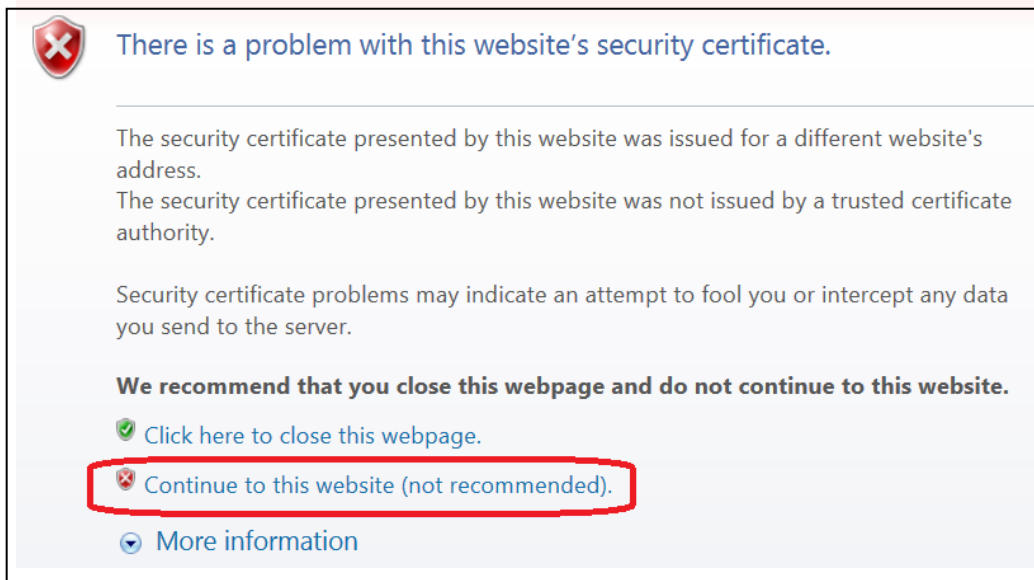 There is a problem with this website’s security certificate.
The security certificate presented by this website was issued for a different website's
address.
The security certificate presented by this website was not issued by a trusted certificate
authority.
Security certificate problems may indicate an attempt to fool you or intercept any data
you send to the server.
We recommend that you close this webpage and do not continue to this website.
Click here to close this webpage.
Continue to this website (not recommended).
More information